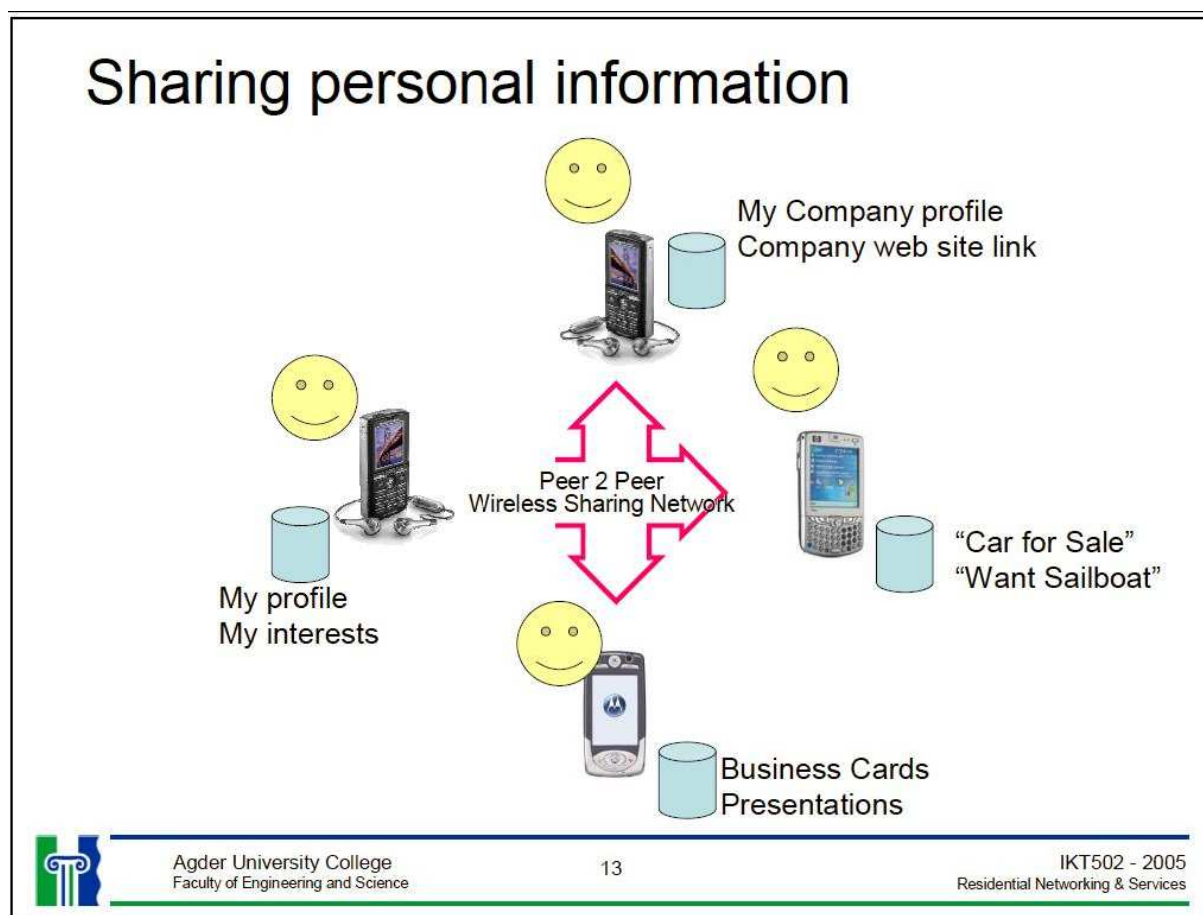 Sharing personal information
My Company profile
Company web site link
Peer 2 Peer
Wireless Sharing Network
“Car for Sale”
“Want Sailboat”
My profile
My interests
Business Cards
Presentations
Agder University College
Faculty of Engineering and Science
13
IKT502 - 2005
Residential Networking & Services